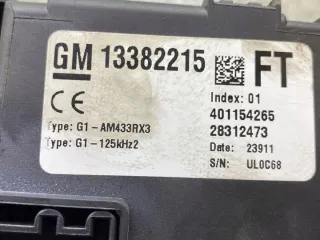 GM 13382215 FT
Index: 01
CE 401154265
Type: G1-AM433RX3 28312473
Type: G1-125kHz2 Date: 23911
S/N: UL0C68